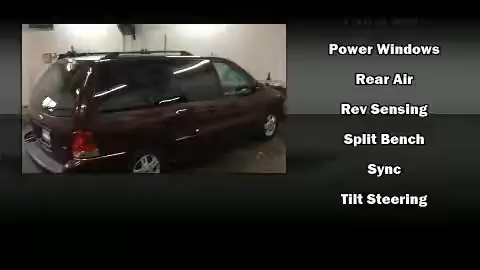 Power Windows
Rear Air
Rev Sensing
Split Bench
Sync
Tilt Steering